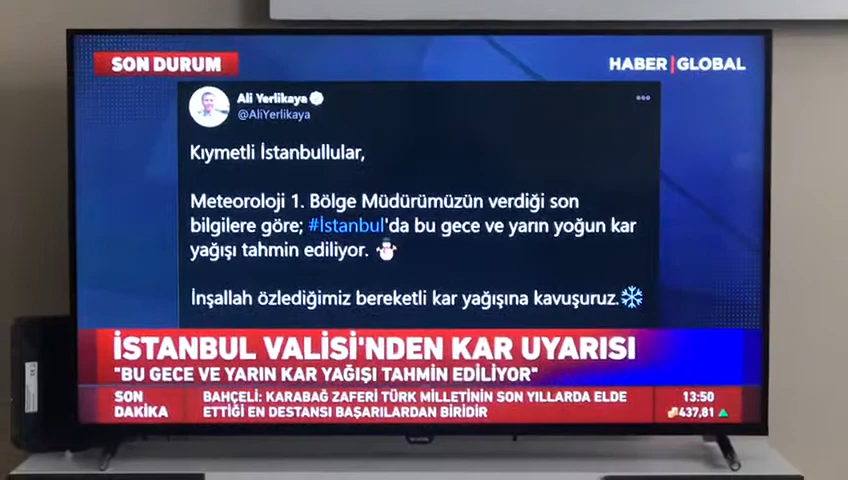 SON DURUM
HABER GLOBAL
Ali Yerlikaya
@AliYerlikaya
Kıymetli İstanbullular,
Meteoroloji 1. Bölge Müdürümüzün verdiği son
bilgilere göre; #İstanbul'da bu gece ve yarın yoğun kar
yağışı tahmin ediliyor. ⛄
İnşallah özlediğimiz bereketli kar yağışına kavuşuruz.❄
İSTANBUL VALİSİ'NDEN KAR UYARISI
"BU GECE VE YARIN KAR YAĞIŞI TAHMİN EDİLİYOR"
SON DAKİKA
BAHÇELİ: KARABAĞ ZAFERİ TÜRK MİLLETİNİN SON YILLARDA ELDE
ETTİĞİ EN DESTANSI BAŞARILARDAN BİRİDİR
13:50
437,81